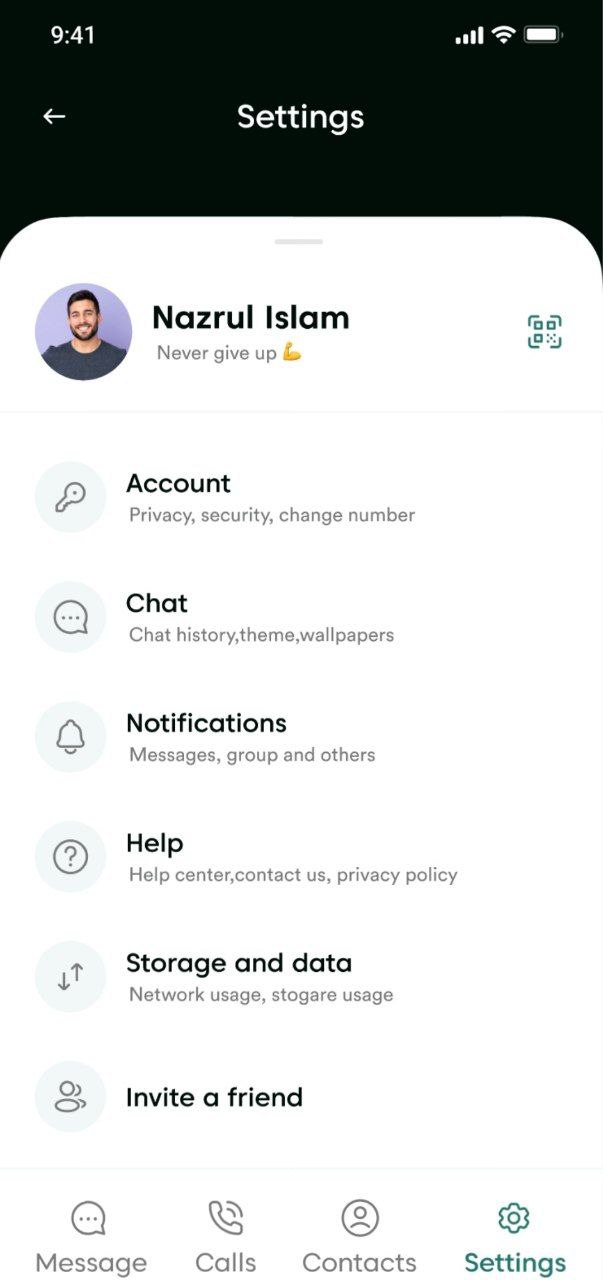 9:41
Settings
Nazrul Islam
Never give up 💪
Account
Privacy, security, change number
Chat
Chat history,theme,wallpapers
Notifications
Messages, group and others
Help
Help center,contact us, privacy policy
Storage and data
Network usage, stogare usage
Invite a friend
Message Calls Contacts Settings